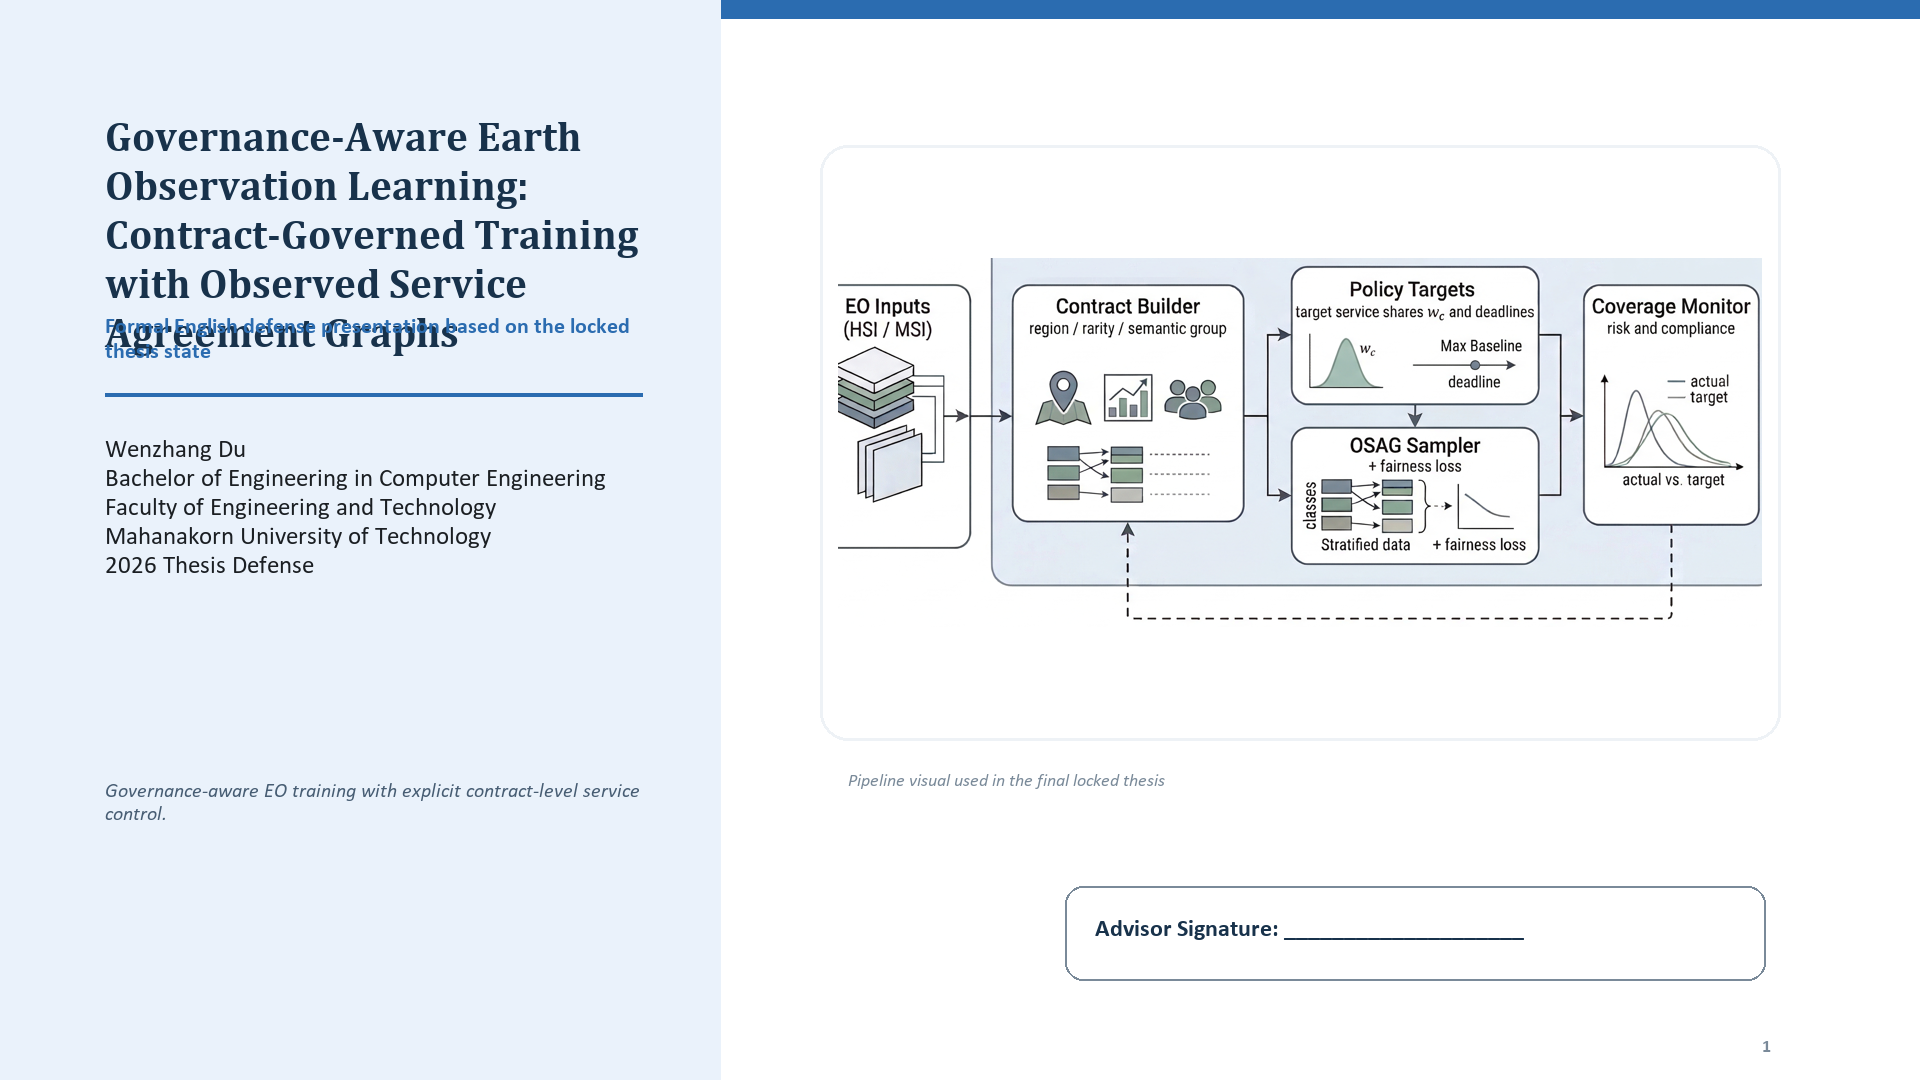 Governance-Aware Earth
Observation Learning:
Contract-Governed Training
with Observed Service
Agreement Graphs
Formal English defense presentation based on the locked
thesis state
Wenzhang Du
Bachelor of Engineering in Computer Engineering
Faculty of Engineering and Technology
Mahanakorn University of Technology
2026 Thesis Defense
Governance-aware EO training with explicit contract-level service
control.
EO Inputs
(HSI / MSI)
Contract Builder
region / rarity / semantic group
Policy Targets
target service shares w_c and deadlines
w_c
Max Baseline
deadline
OSAG Sampler
+ fairness loss
classes
Stratified data
+ fairness loss
Coverage Monitor
risk and compliance
actual
target
actual vs. target
Pipeline visual used in the final locked thesis
Advisor Signature: ____________________
1